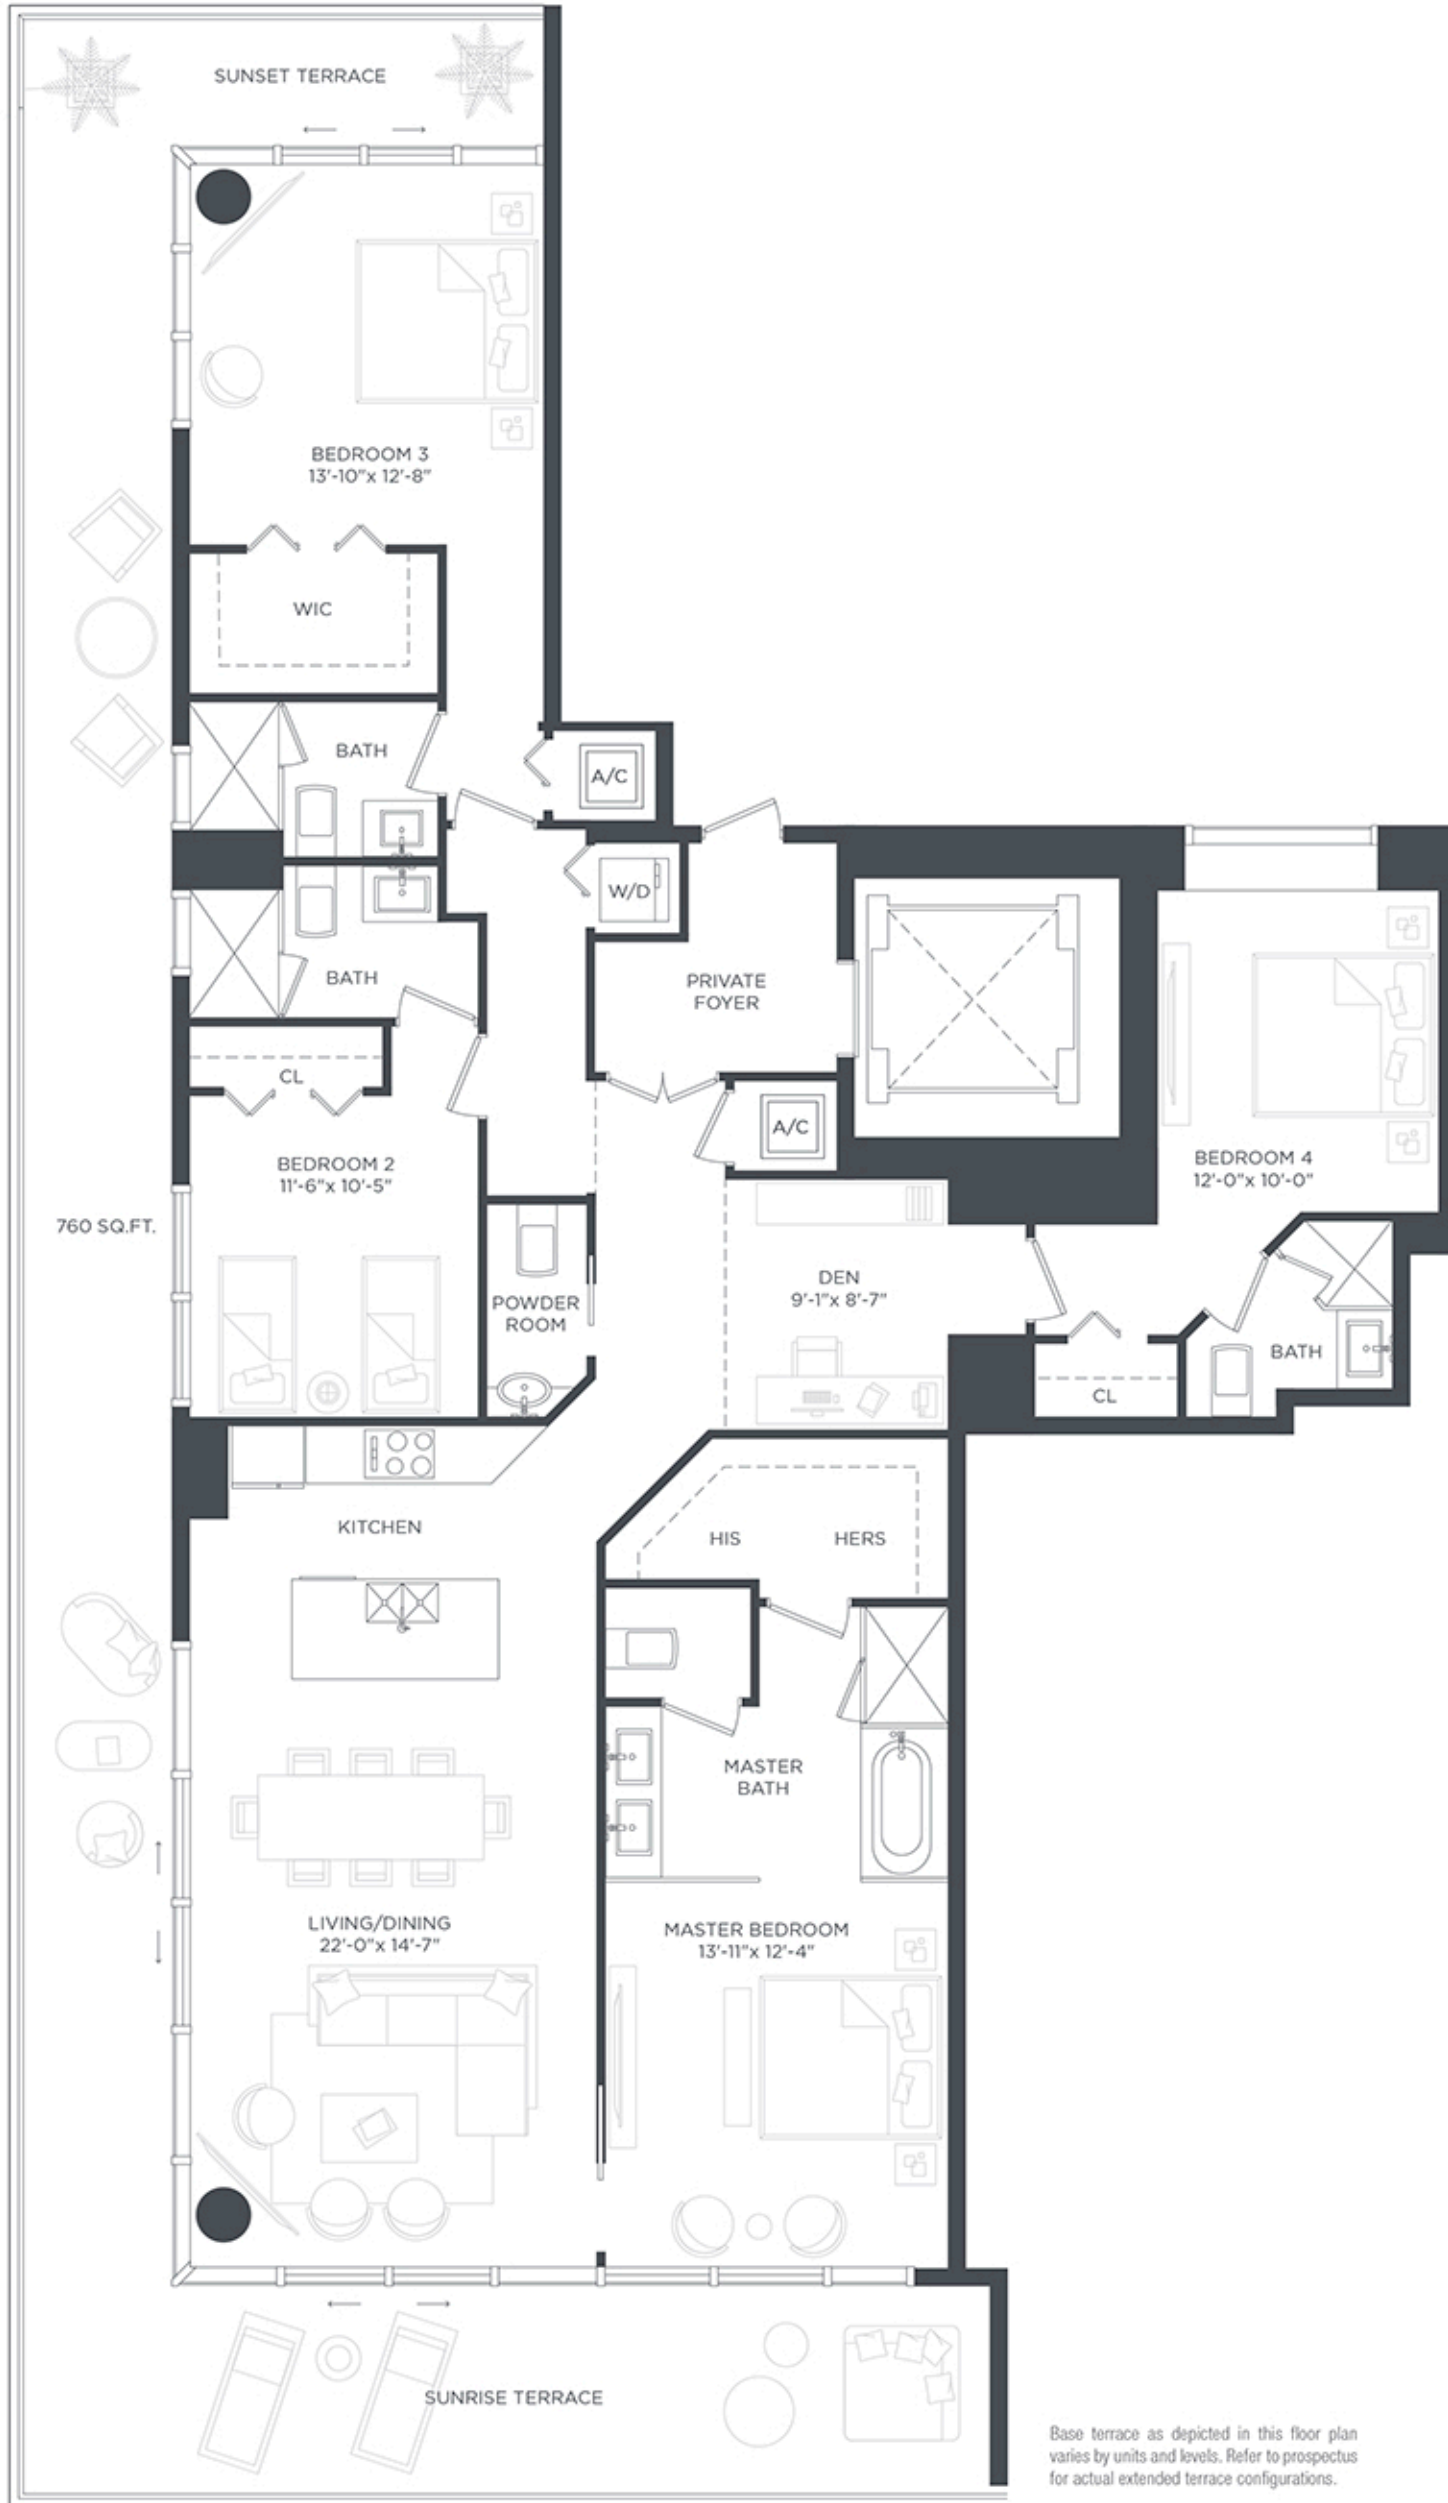 SUNSET TERRACE
BEDROOM 3
13'-10"x 12'-8"
WIC
BATH
A/C
W/D
BATH
PRIVATE
FOYER
CL
A/C
BEDROOM 2
11'-6"x 10'-5"
BEDROOM 4
12'-0"x 10'-0"
760 SQ.FT.
POWDER
ROOM
DEN
9'-1"x 8'-7"
BATH
CL
KITCHEN
HIS
HERS
MASTER
BATH
LIVING/DINING
22'-0"x 14'-7"
MASTER BEDROOM
13'-11"x 12'-4"
SUNRISE TERRACE
Base terrace as depicted in this floor plan
varies by units and levels. Refer to prospectus
for actual extended terrace configurations.